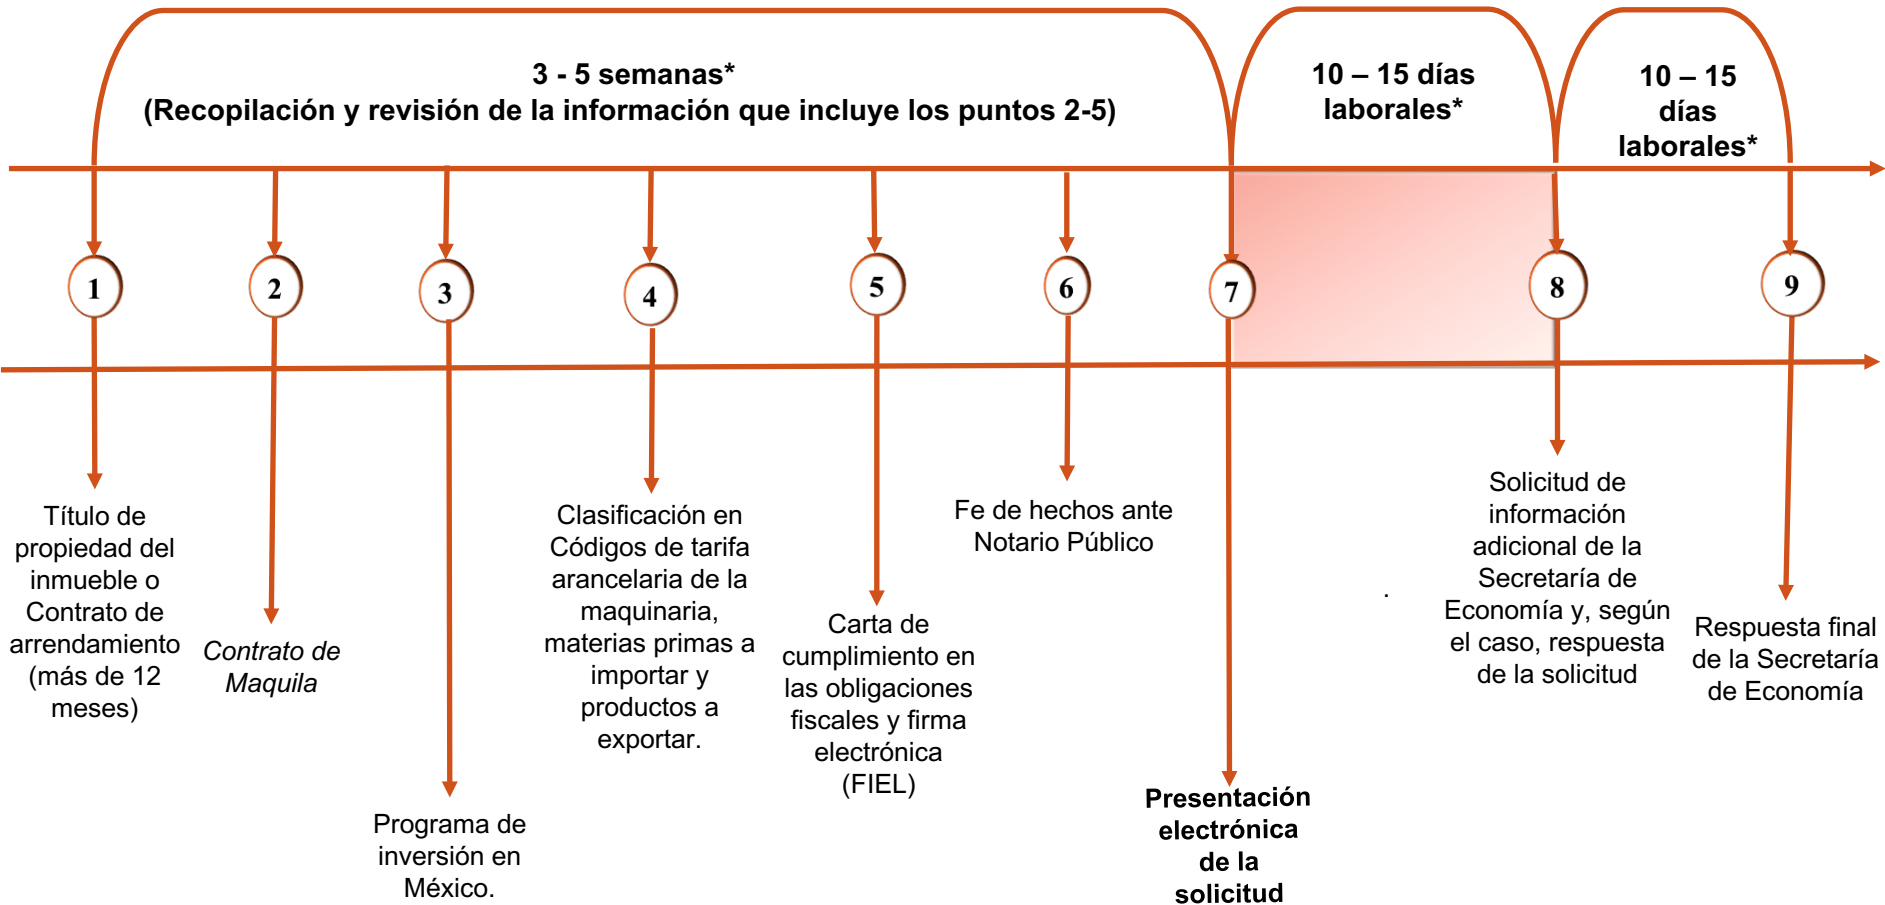 3 - 5 semanas*
(Recopilación y revisión de la información que incluye los puntos 2-5)
10 – 15 días
laborales*
10 – 15
días
laborales*
1
2
3
4
5
6
7
8
9
Título de
propiedad del
inmueble o
Contrato de
arrendamiento
(más de 12
meses)
Contrato de
Maquila
Programa de
inversión en
México.
Clasificación en
Códigos de tarifa
arancelaria de la
maquinaria,
materias primas a
importar y
productos a
exportar.
Carta de
cumplimiento en
las obligaciones
fiscales y firma
electrónica
(FIEL)
Fe de hechos ante
Notario Público
Presentación
electrónica
de la
solicitud
.
Solicitud de
información
adicional de la
Secretaría de
Economía y, según
el caso, respuesta
de la solicitud
Respuesta final
de la Secretaría
de Economía